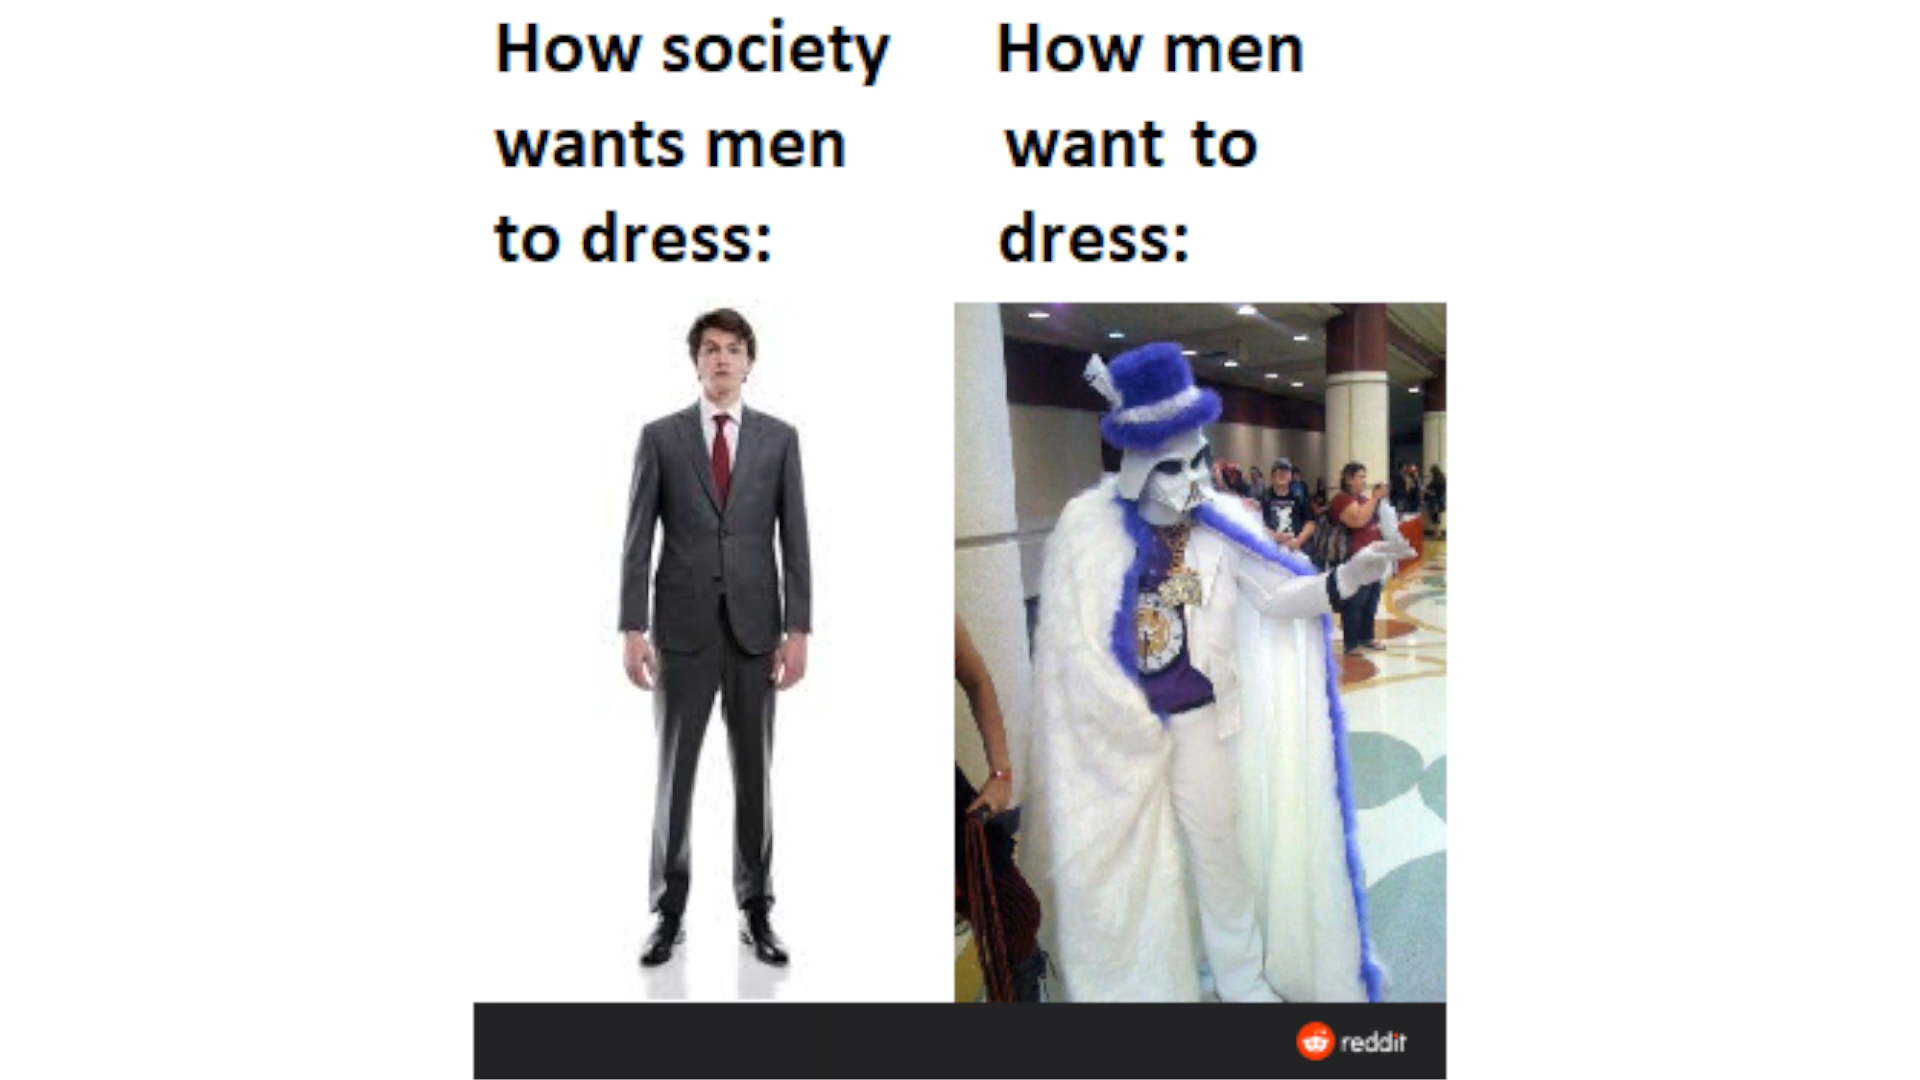 How society
wants men
to dress:
How men
want to
dress:
reddit